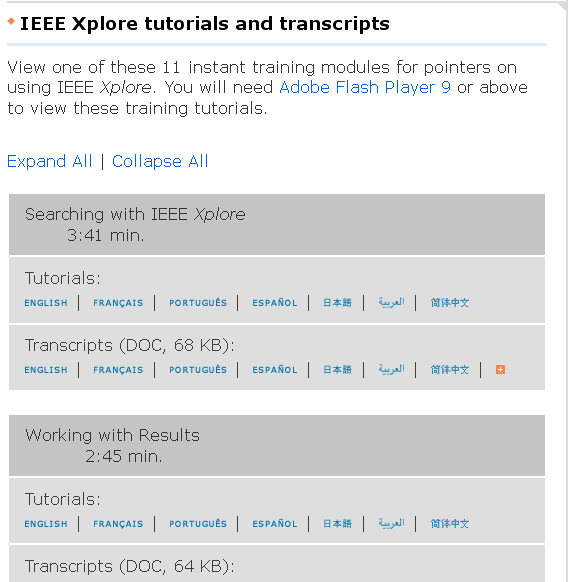 IEEE Xplore tutorials and transcripts
View one of these 11 instant training modules for pointers on
using IEEE Xplore. You will need Adobe Flash Player 9 or above
to view these training tutorials.
Expand All | Collapse All
Searching with IEEE Xplore
3:41 min.
Tutorials:
ENGLISH | FRANÇAIS | PORTUGUÊS | ESPAÑOL | 日本語 | العربية | 简体中文
Transcripts (DOC, 68 KB):
ENGLISH | FRANÇAIS | PORTUGUÊS | ESPAÑOL | 日本語 | العربية | 简体中文 |
Working with Results
2:45 min.
Tutorials:
ENGLISH | FRANÇAIS | PORTUGUÊS | ESPAÑOL | 日本語 | العربية | 简体中文
Transcripts (DOC, 64 KB):